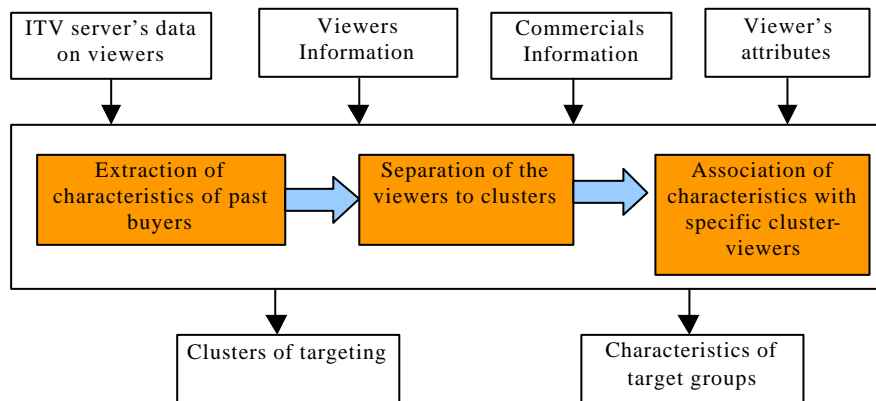 ITV server's data
on viewers
Viewers
Information
Commercials
Information
Viewer's
attributes
Extraction of
characteristics of past
buyers
Separation of the
viewers to clusters
Association of
characteristics with
specific cluster-
viewers
Clusters of targeting
Characteristics of
target groups